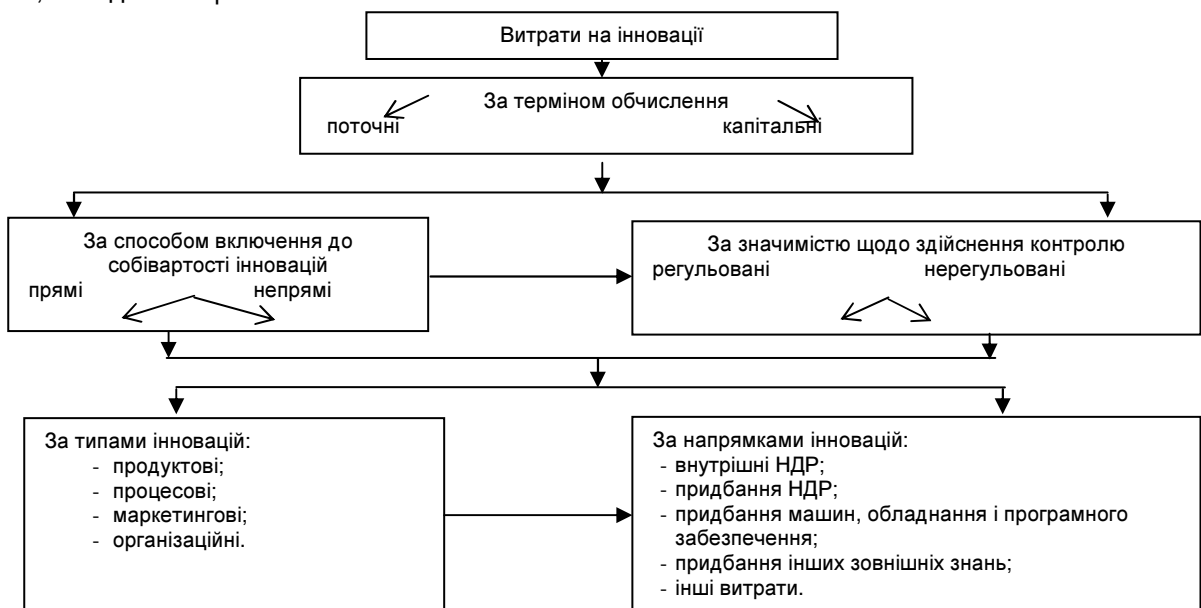 Витрати на інновації
За терміном обчислення
поточні капітальні
За способом включення до
собівартості інновацій
прямі непрямі
За значимістю щодо здійснення контролю
регульовані нерегульовані
За типами інновацій:
- продуктові;
- процесові;
- маркетингові;
- організаційні.
За напрямками інновацій:
- внутрішні НДР;
- придбання НДР;
- придбання машин, обладнання і програмного
забезпечення;
- придбання інших зовнішніх знань;
- інші витрати.